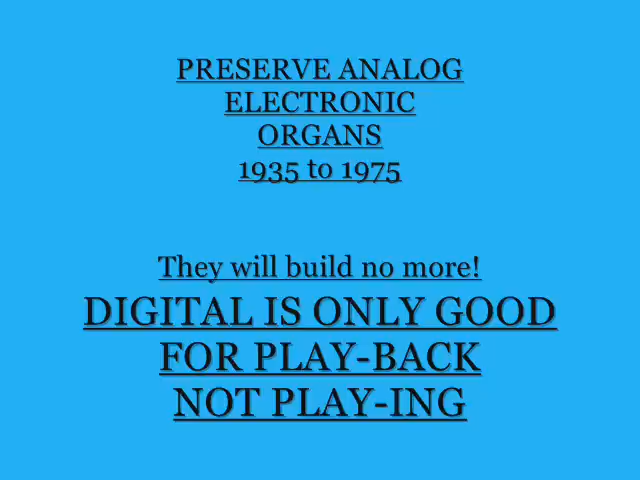 PRESERVE ANALOG
ELECTRONIC
ORGANS
1935 to 1975
They will build no more!
DIGITAL IS ONLY GOOD
FOR PLAY-BACK
NOT PLAY-ING